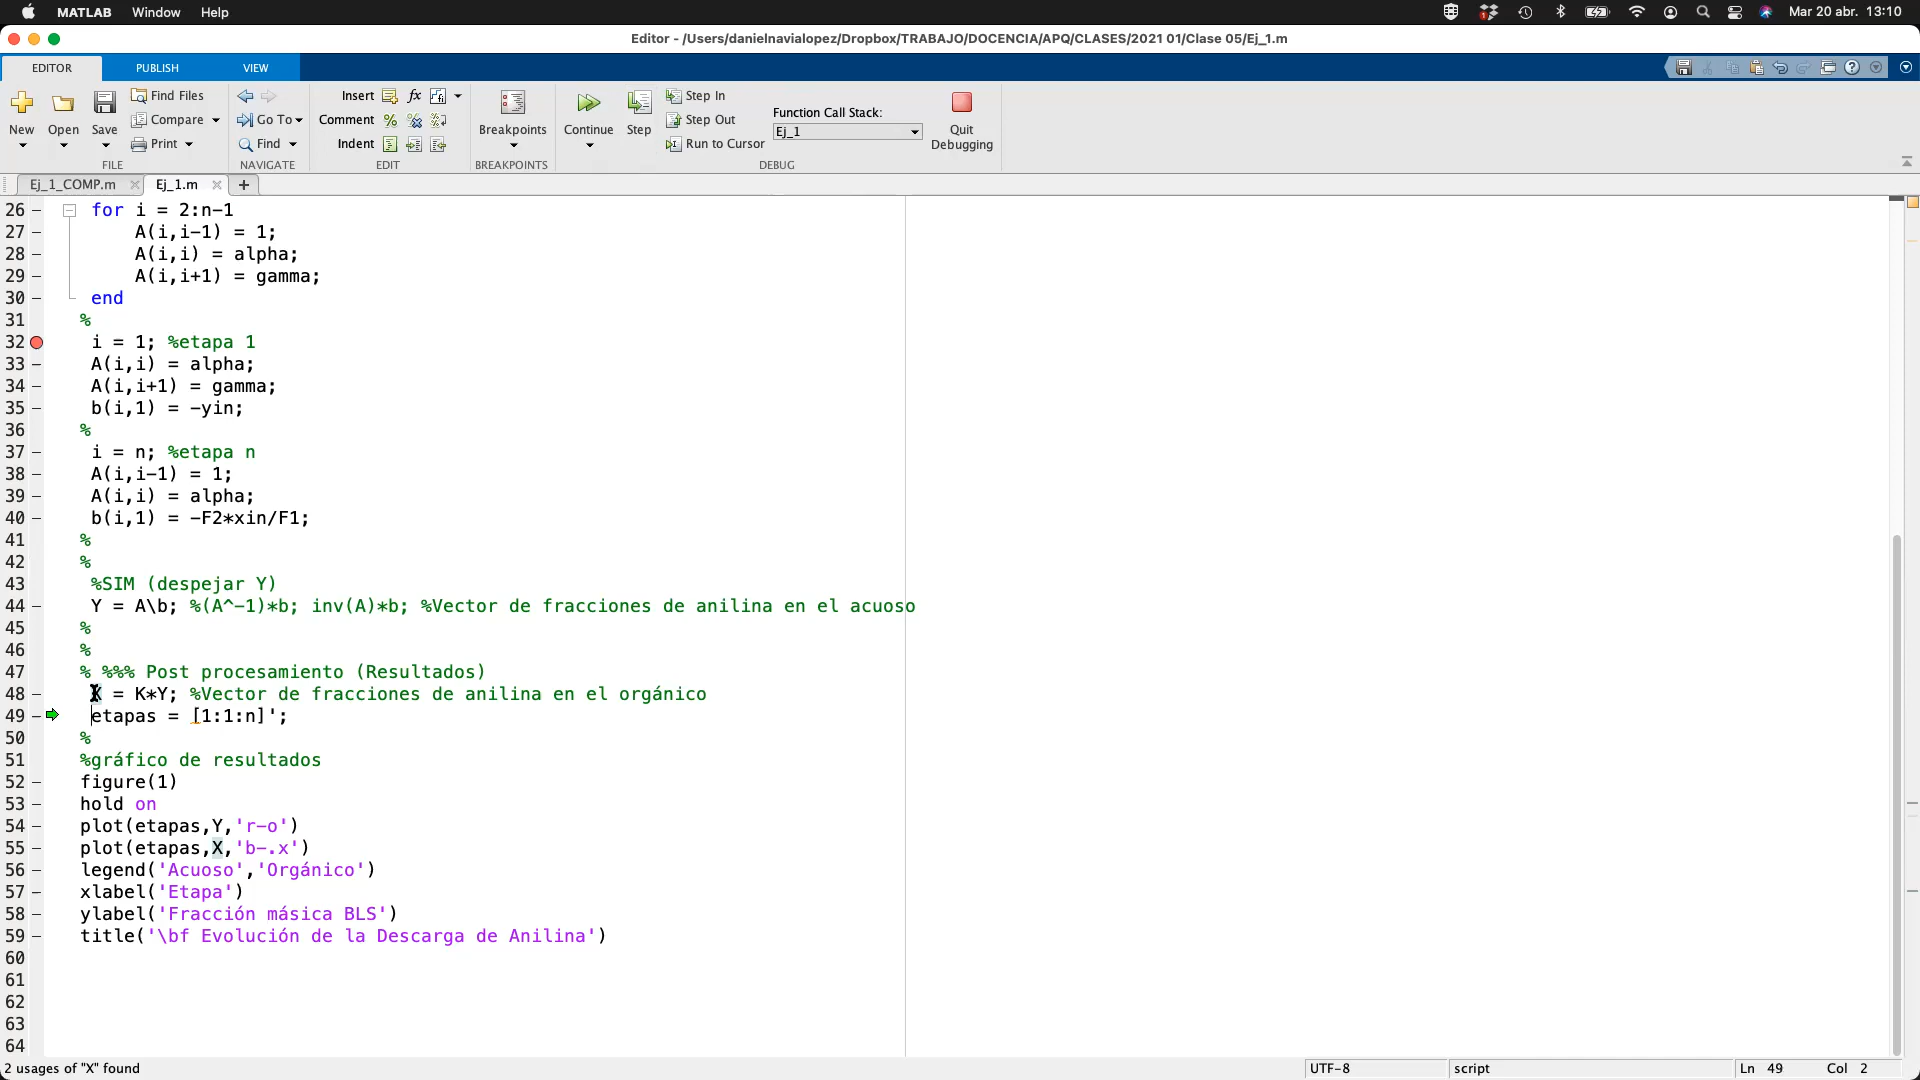 MATLAB Window Help Mar 20 abr. 13:10
Editor - /Users/danielnavialopez/Dropbox/TRABAJO/DOCENCIA/APQ/CLASES/2021 01/Clase 05/Ej_1.m
EDITOR PUBLISH VIEW
New Open Save Find Files Compare Print FILE
Go To Find NAVIGATE
Insert fx Comment Indent EDIT
Breakpoints BREAKPOINTS
Continue Step Step In Step Out Run to Cursor
Function Call Stack:
Ej_1
Quit Debugging
DEBUG
Ej_1_COMP.m Ej_1.m
26 for i = 2:n-1
27 A(i,i-1) = 1;
28 A(i,i) = alpha;
29 A(i,i+1) = gamma;
30 end
31 %
32 i = 1; %etapa 1
33 A(i,i) = alpha;
34 A(i,i+1) = gamma;
35 b(i,1) = -yin;
36 %
37 i = n; %etapa n
38 A(i,i-1) = 1;
39 A(i,i) = alpha;
40 b(i,1) = -F2*xin/F1;
41 %
42 %
43 %SIM (despejar Y)
44 Y = A\b; %(A^-1)*b; inv(A)*b; %Vector de fracciones de anilina en el acuoso
45 %
46 %
47 % %%% Post procesamiento (Resultados)
48 X = K*Y; %Vector de fracciones de anilina en el orgánico
49 etapas = [1:1:n]';
50 %
51 %gráfico de resultados
52 figure(1)
53 hold on
54 plot(etapas,Y,'r-o')
55 plot(etapas,X,'b-.x')
56 legend('Acuoso','Orgánico')
57 xlabel('Etapa')
58 ylabel('Fracción másica BLS')
59 title('\bf Evolución de la Descarga de Anilina')
60
61
62
63
64
2 usages of "X" found UTF-8 script Ln 49 Col 2